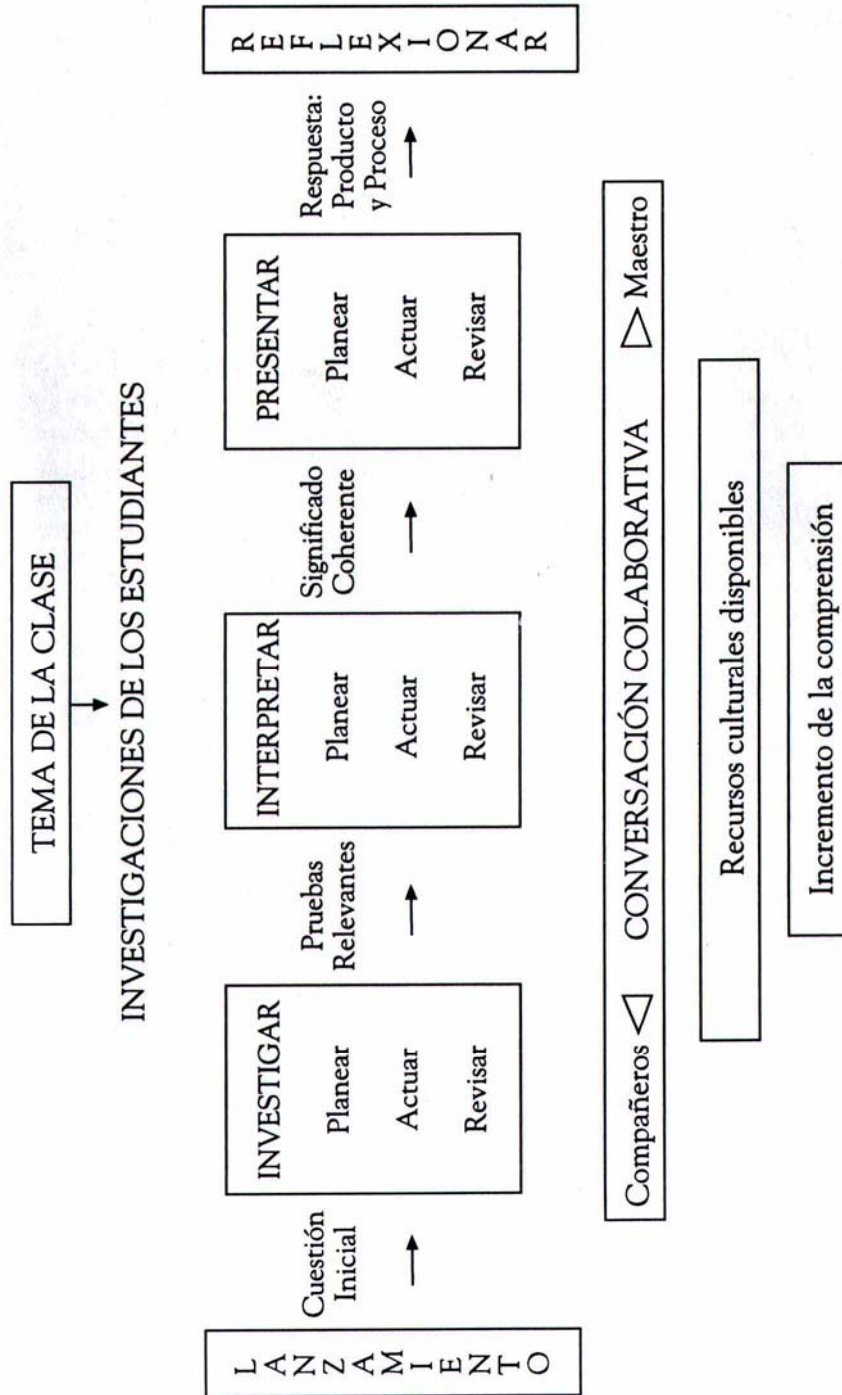 TEMA DE LA CLASE
INVESTIGACIONES DE LOS ESTUDIANTES
LANZAMIENTO
Cuestión
Inicial
INVESTIGAR
Planear
Actuar
Revisar
Pruebas
Relevantes
INTERPRETAR
Planear
Actuar
Revisar
Significado
Coherente
PRESENTAR
Planear
Actuar
Revisar
Respuesta:
Producto
y Proceso
REFLEXIONAR
Compañeros CONVERSACIÓN COLABORATIVA Maestro
Recursos culturales disponibles
Incremento de la comprensión